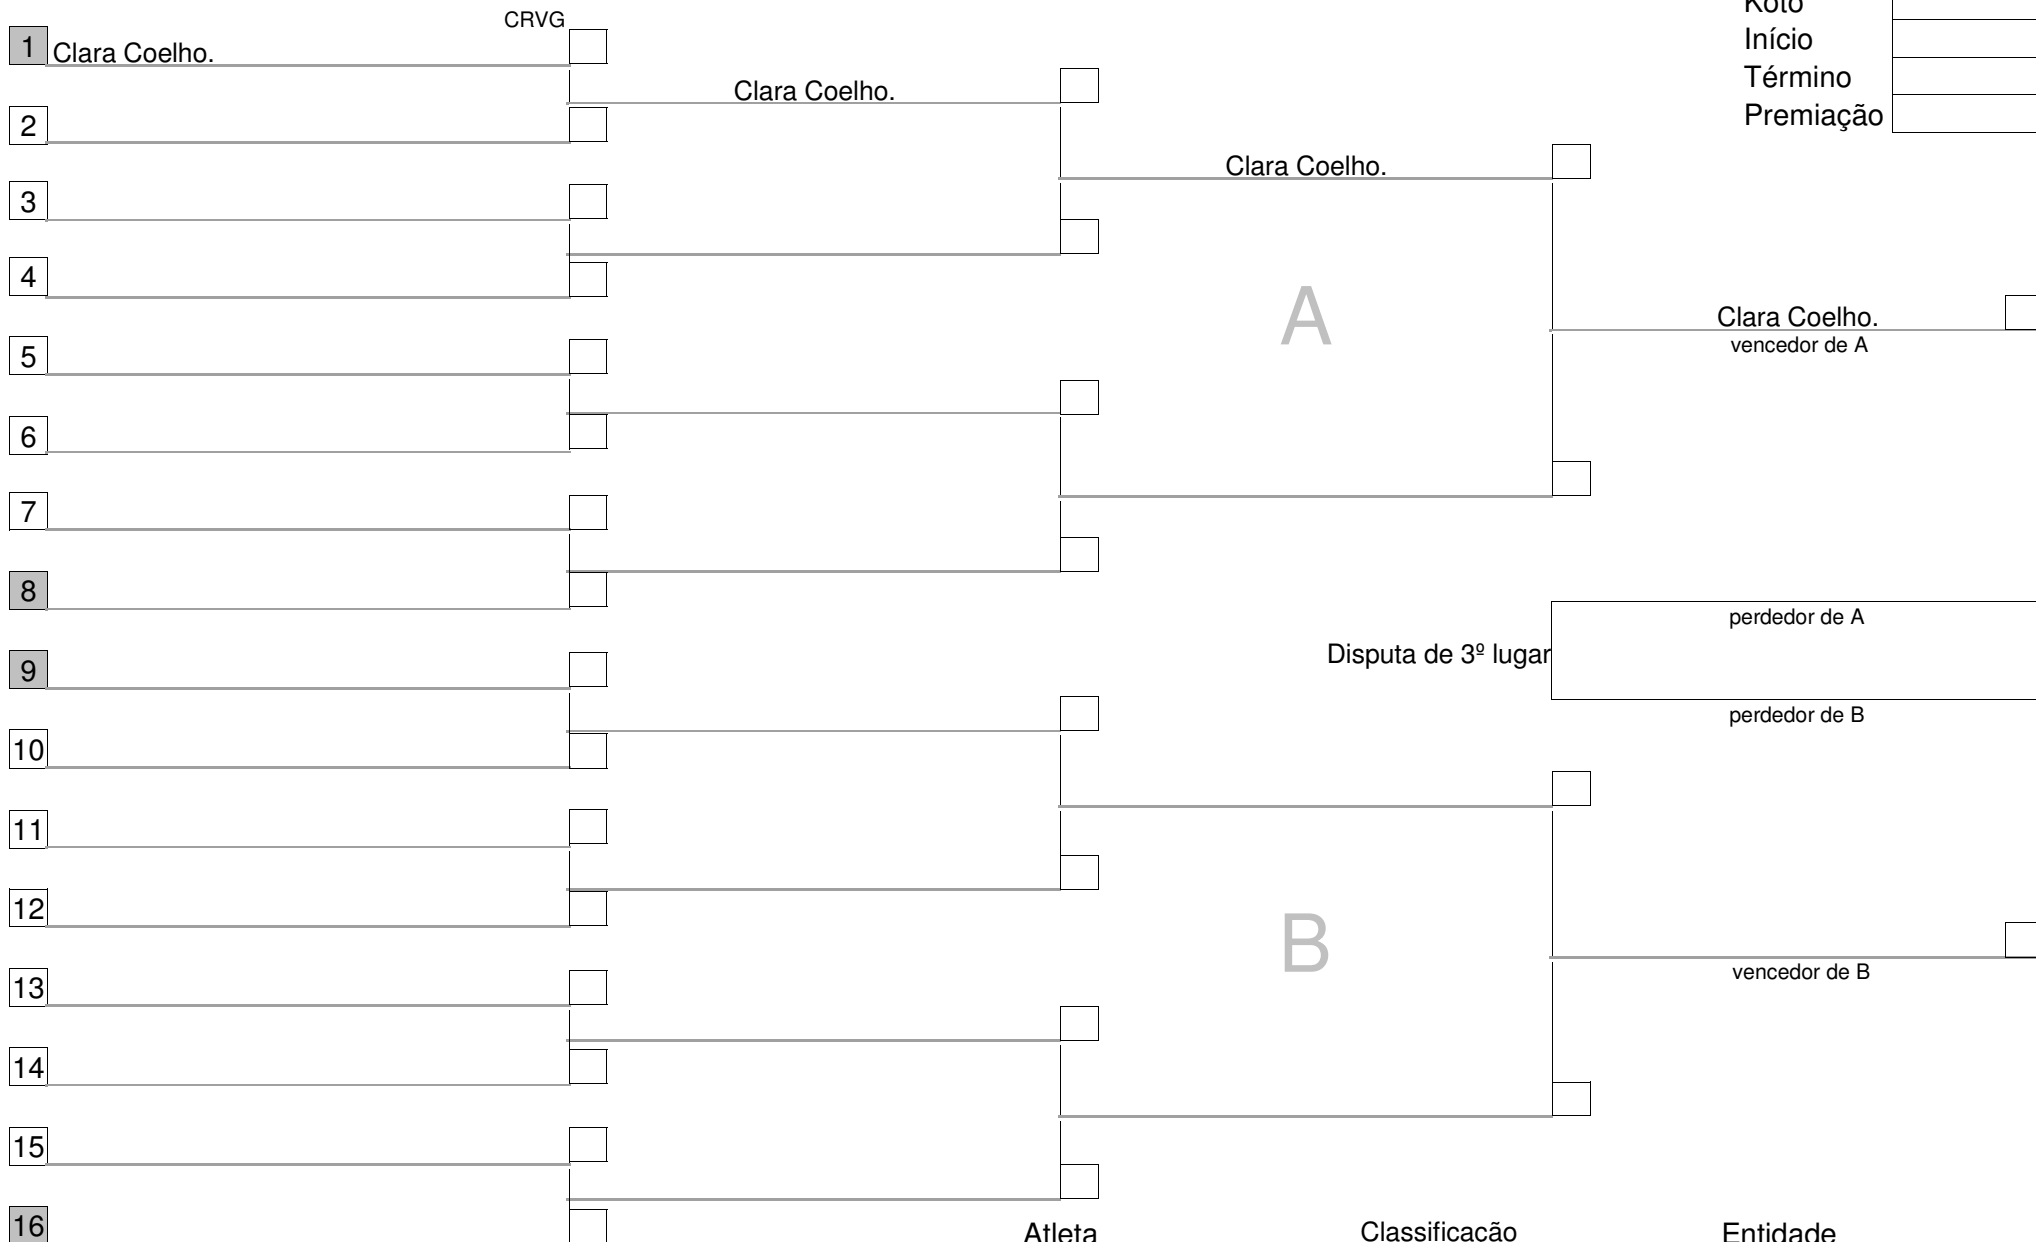 CRVG
Koto
1 Clara Coelho.
Início
Término
Clara Coelho.
Premiação
2
Clara Coelho.
3
4
A
Clara Coelho.
vencedor de A
5
6
7
8
perdedor de A
Disputa de 3º lugar
9
perdedor de B
10
11
12
B
vencedor de B
13
14
15
16
Atleta Classificação Entidade